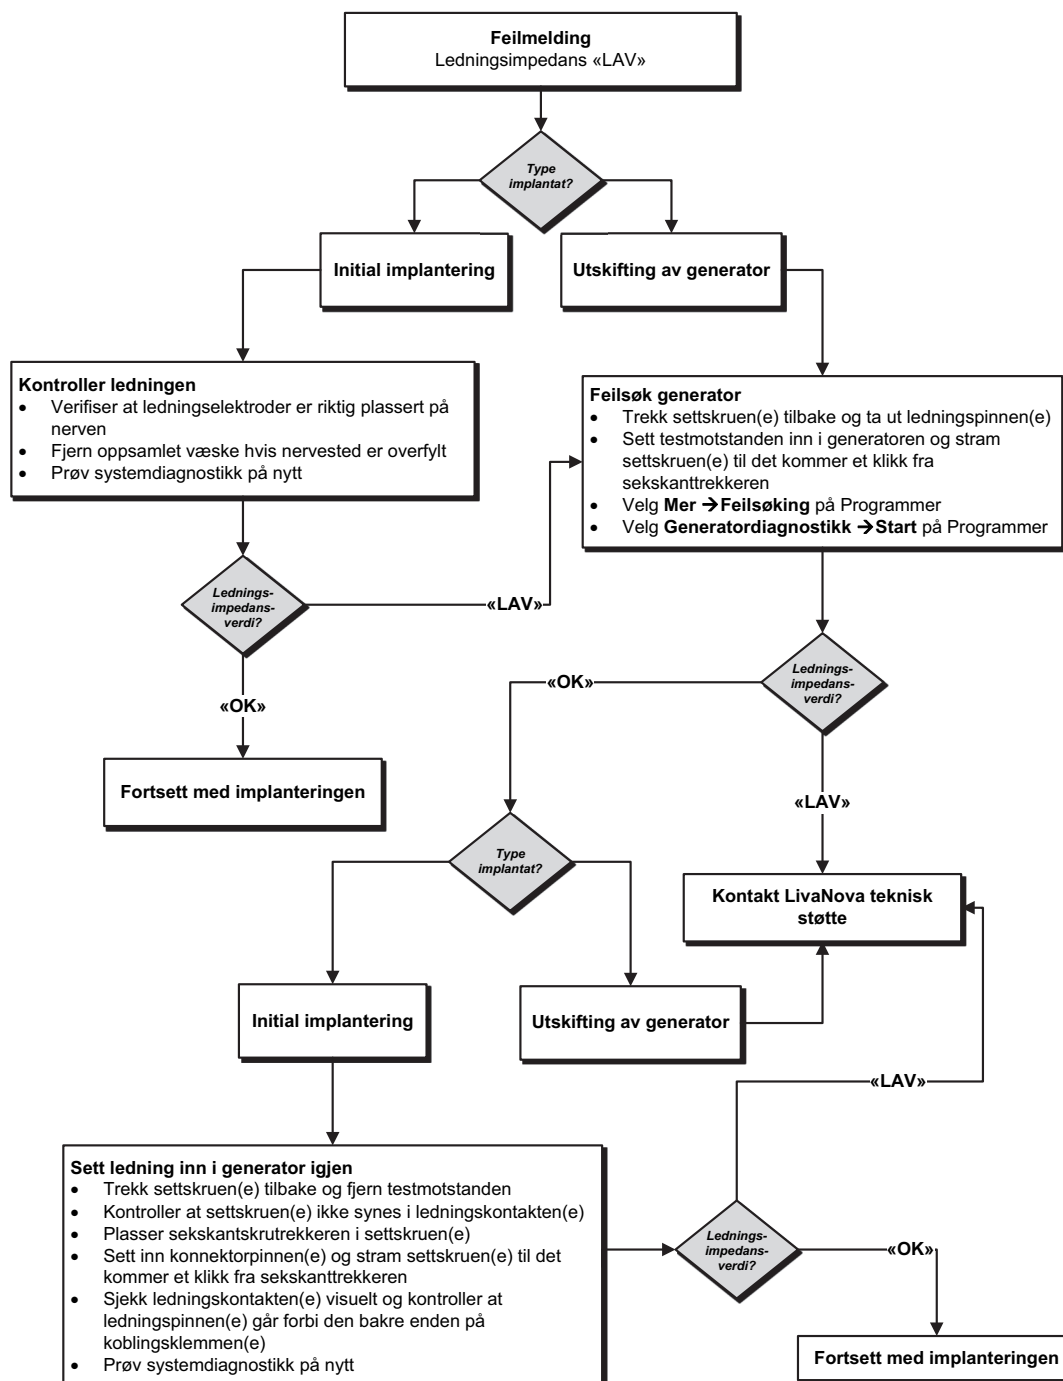 Feilmelding
Ledningsimpedans «LAV»
Type
implantat?
Initial implantering
Utskifting av generator
Kontroller ledningen
• Verifiser at ledningselektroder er riktig plassert på
nerven
• Fjern oppsamlet væske hvis nervested er overfylt
• Prøv systemdiagnostikk på nytt
Feilsøk generator
• Trekk settskruen(e) tilbake og ta ut ledningspinnen(e)
• Sett testmotstanden inn i generatoren og stram
settskruen(e) til det kommer et klikk fra
sekskanttrekkeren
• Velg Mer →Feilsøking på Programmer
• Velg Generatordiagnostikk →Start på Programmer
Lednings-
impedans-
verdi?
«LAV»
«OK»
Fortsett med implanteringen
Lednings-
impedans-
verdi?
«OK»
«LAV»
Type
implantat?
Kontakt LivaNova teknisk
støtte
Initial implantering
Utskifting av generator
«LAV»
Sett ledning inn i generator igjen
• Trekk settskruen(e) tilbake og fjern testmotstanden
• Kontroller at settskruen(e) ikke synes i ledningskontakten(e)
• Plasser sekskantskrutrekkeren i settskruen(e)
• Sett inn konnektorpinnen(e) og stram settskruen(e) til det
kommer et klikk fra sekskanttrekkeren
• Sjekk ledningskontakten(e) visuelt og kontroller at
ledningspinnen(e) går forbi den bakre enden på
koblingsklemmen(e)
• Prøv systemdiagnostikk på nytt
Lednings-
impedans-
verdi?
«OK»
Fortsett med implanteringen